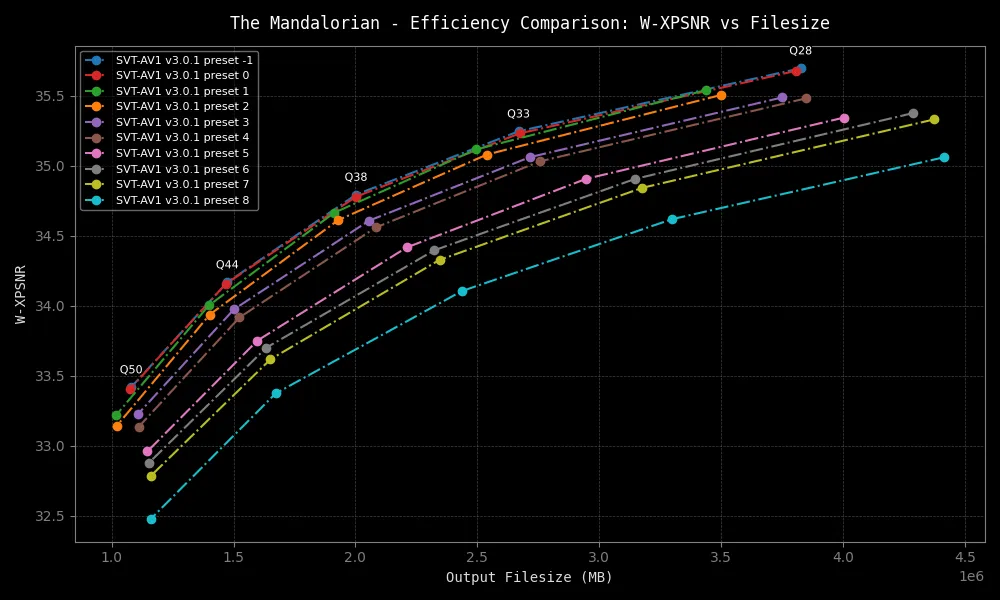 The Mandalorian - Efficiency Comparison: W-XPSNR vs Filesize
SVT-AV1 v3.0.1 preset -1
SVT-AV1 v3.0.1 preset 0
SVT-AV1 v3.0.1 preset 1
SVT-AV1 v3.0.1 preset 2
SVT-AV1 v3.0.1 preset 3
SVT-AV1 v3.0.1 preset 4
SVT-AV1 v3.0.1 preset 5
SVT-AV1 v3.0.1 preset 6
SVT-AV1 v3.0.1 preset 7
SVT-AV1 v3.0.1 preset 8
Q28
Q33
Q38
Q44
Q50
W-XPSNR
35.5
35.0
34.5
34.0
33.5
33.0
32.5
1.0 1.5 2.0 2.5 3.0 3.5 4.0 4.5
1e6
Output Filesize (MB)